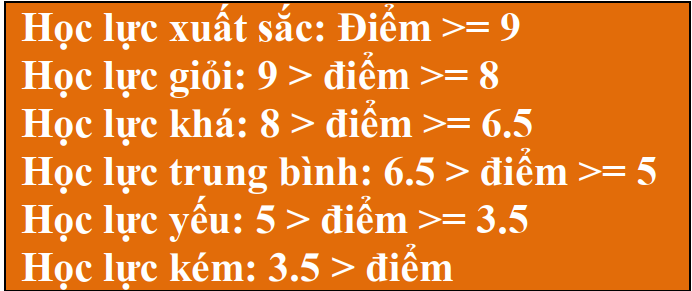 Học lực xuất sắc: Điểm >= 9
Học lực giỏi: 9 > điểm >= 8
Học lực khá: 8 > điểm >= 6.5
Học lực trung bình: 6.5 > điểm >= 5
Học lực yếu: 5 > điểm >= 3.5
Học lực kém: 3.5 > điểm